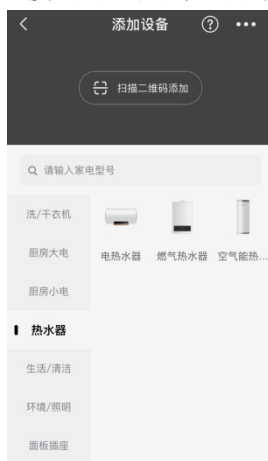 添加设备
扫描二维码添加
请输入家电型号
洗/干衣机
厨房大电
厨房小电
热水器
生活/清洁
环境/照明
面板插座
电热水器 燃气热水器 空气能热...